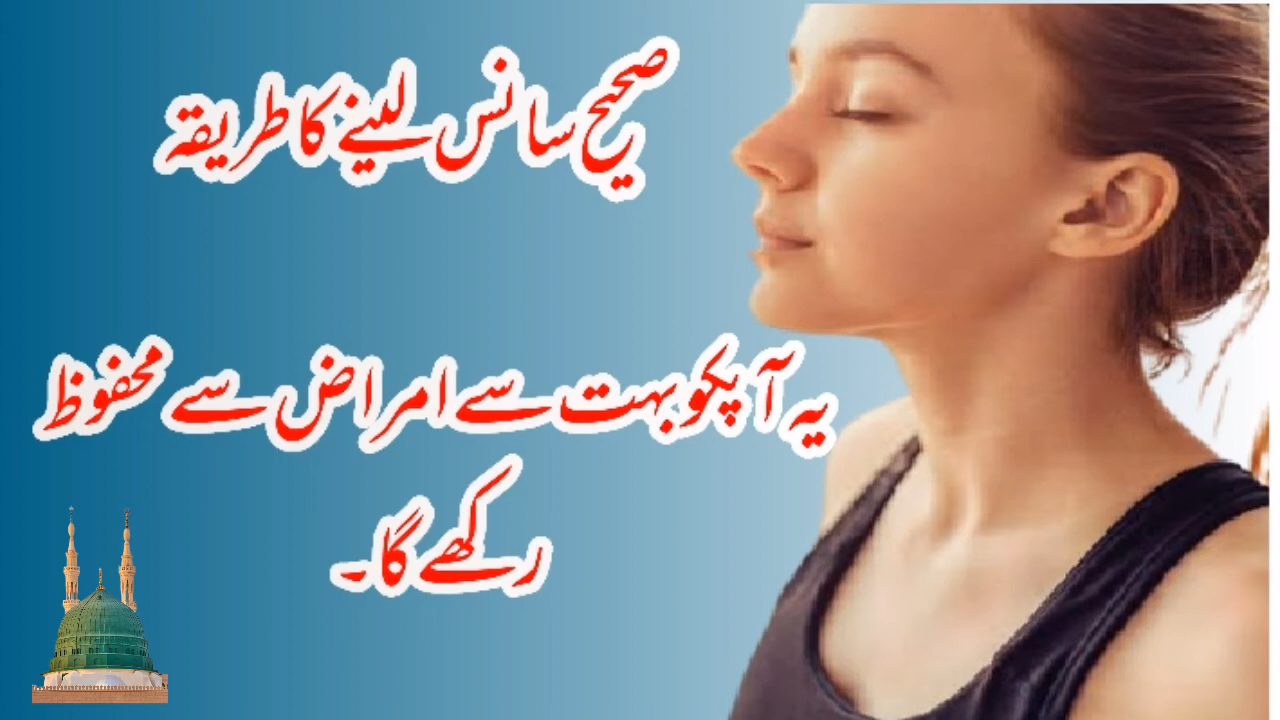 صحیح سانس لینے کا طریقہ
یہ آپکو بہت سے امراض سے محفوظ
رکھے گا۔